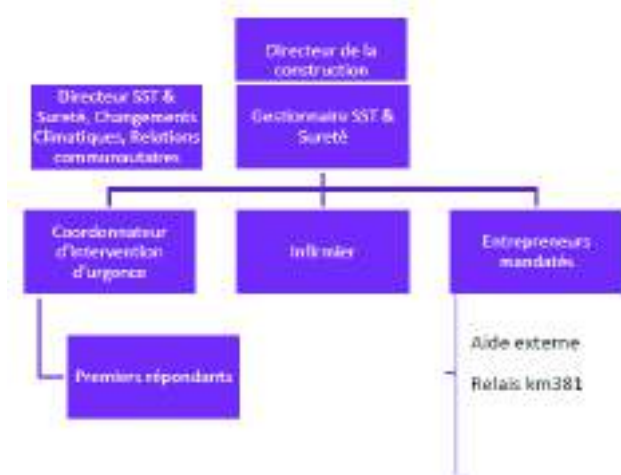 Directeur de la
construction
Directeur SST &
Sureté, Changements
Climatiques, Relations
communautaires
Gestionnaire SST &
Sureté
Coordonnateur
d'intervention
d'urgence
Infirmier
Entrepreneurs
mandatés
Premiers répondants
Aide externe
Relais km381